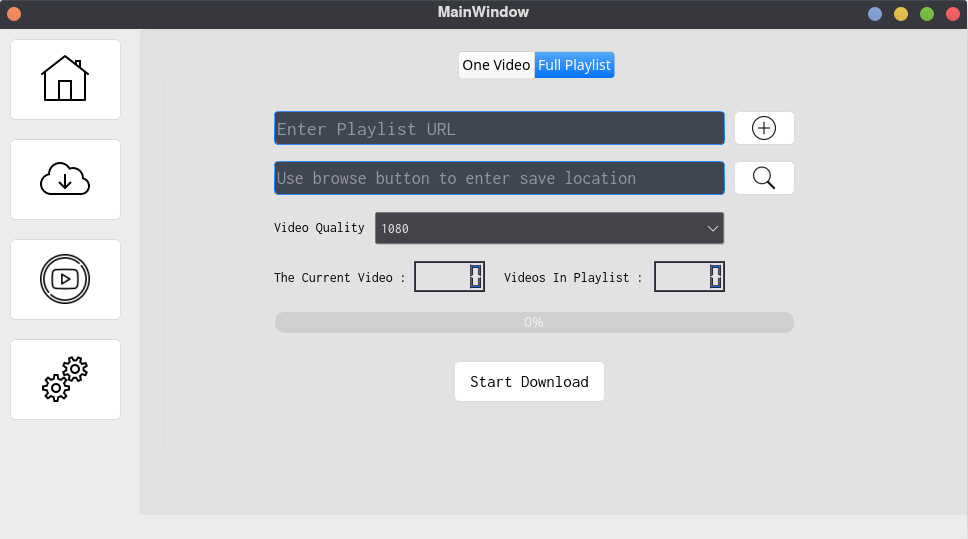 MainWindow
One Video Full Playlist
Enter Playlist URL
Use browse button to enter save location
Video Quality 1080
The Current Video : 0 Videos In Playlist : 0
0%
Start Download